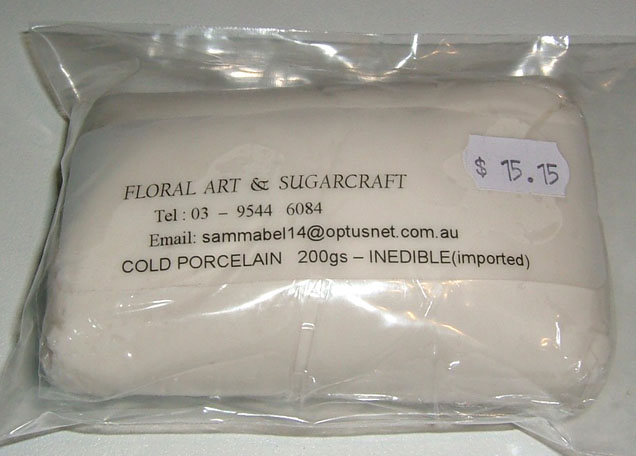 FLORAL ART & SUGARCRAFT
Tel : 03 – 9544 6084
Email: sammabel14@optusnet.com.au
COLD PORCELAIN 200gs – INEDIBLE(imported)
$ 15.15